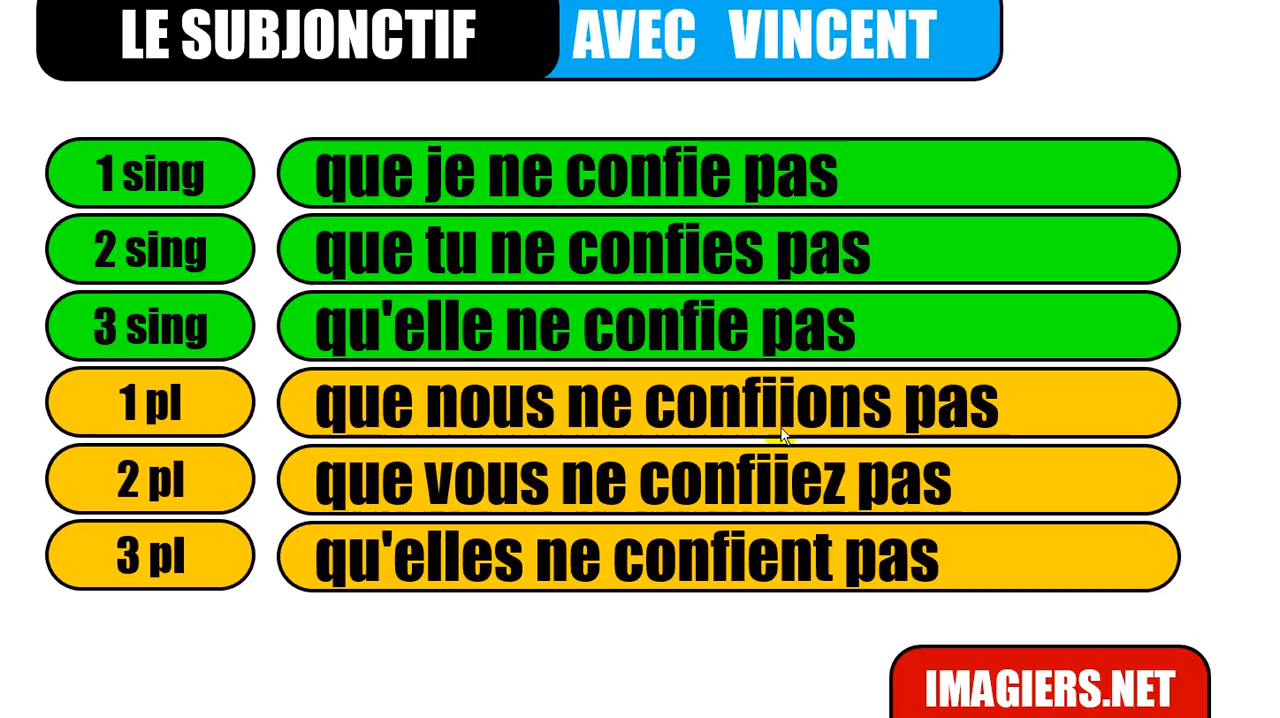 LE SUBJONCTIF AVEC VINCENT
1 sing que je ne confie pas
2 sing que tu ne confies pas
3 sing qu'elle ne confie pas
1 pl que nous ne confiions pas
2 pl que vous ne confiiez pas
3 pl qu'elles ne confient pas
IMAGIERS.NET